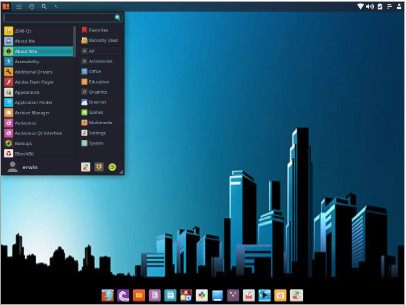 2048-Qt
About Me
About Xfce
Accessibility
Additional Drivers
Adobe Flash Player
Appearance
Application Finder
Archive Manager
Audacious
Audacious Qt Interface
Backups
BleachBit
erwin
Favorites
Recently Used
All
Accessories
Office
Education
Graphics
Internet
Games
Multimedia
Settings
System